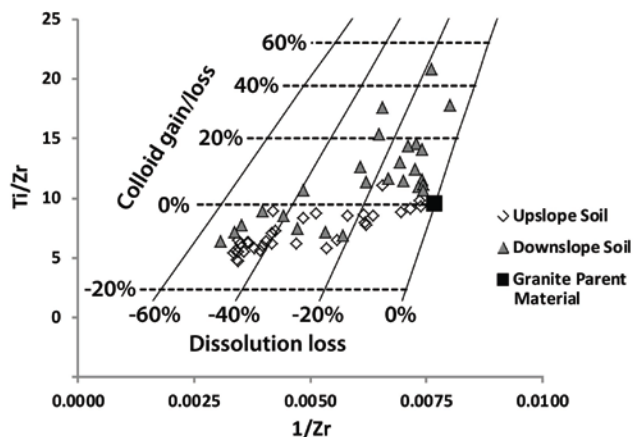 25
25
20
15
10
5
0
Ti/Zr
Colloid gain/loss
60%
40%
20%
0%
-20%
-60% -40% -20% 0%
Dissolution loss
0.0000 0.0025 0.0050 0.0075 0.0100
1/Zr
Upslope Soil
Downslope Soil
Granite Parent
Material